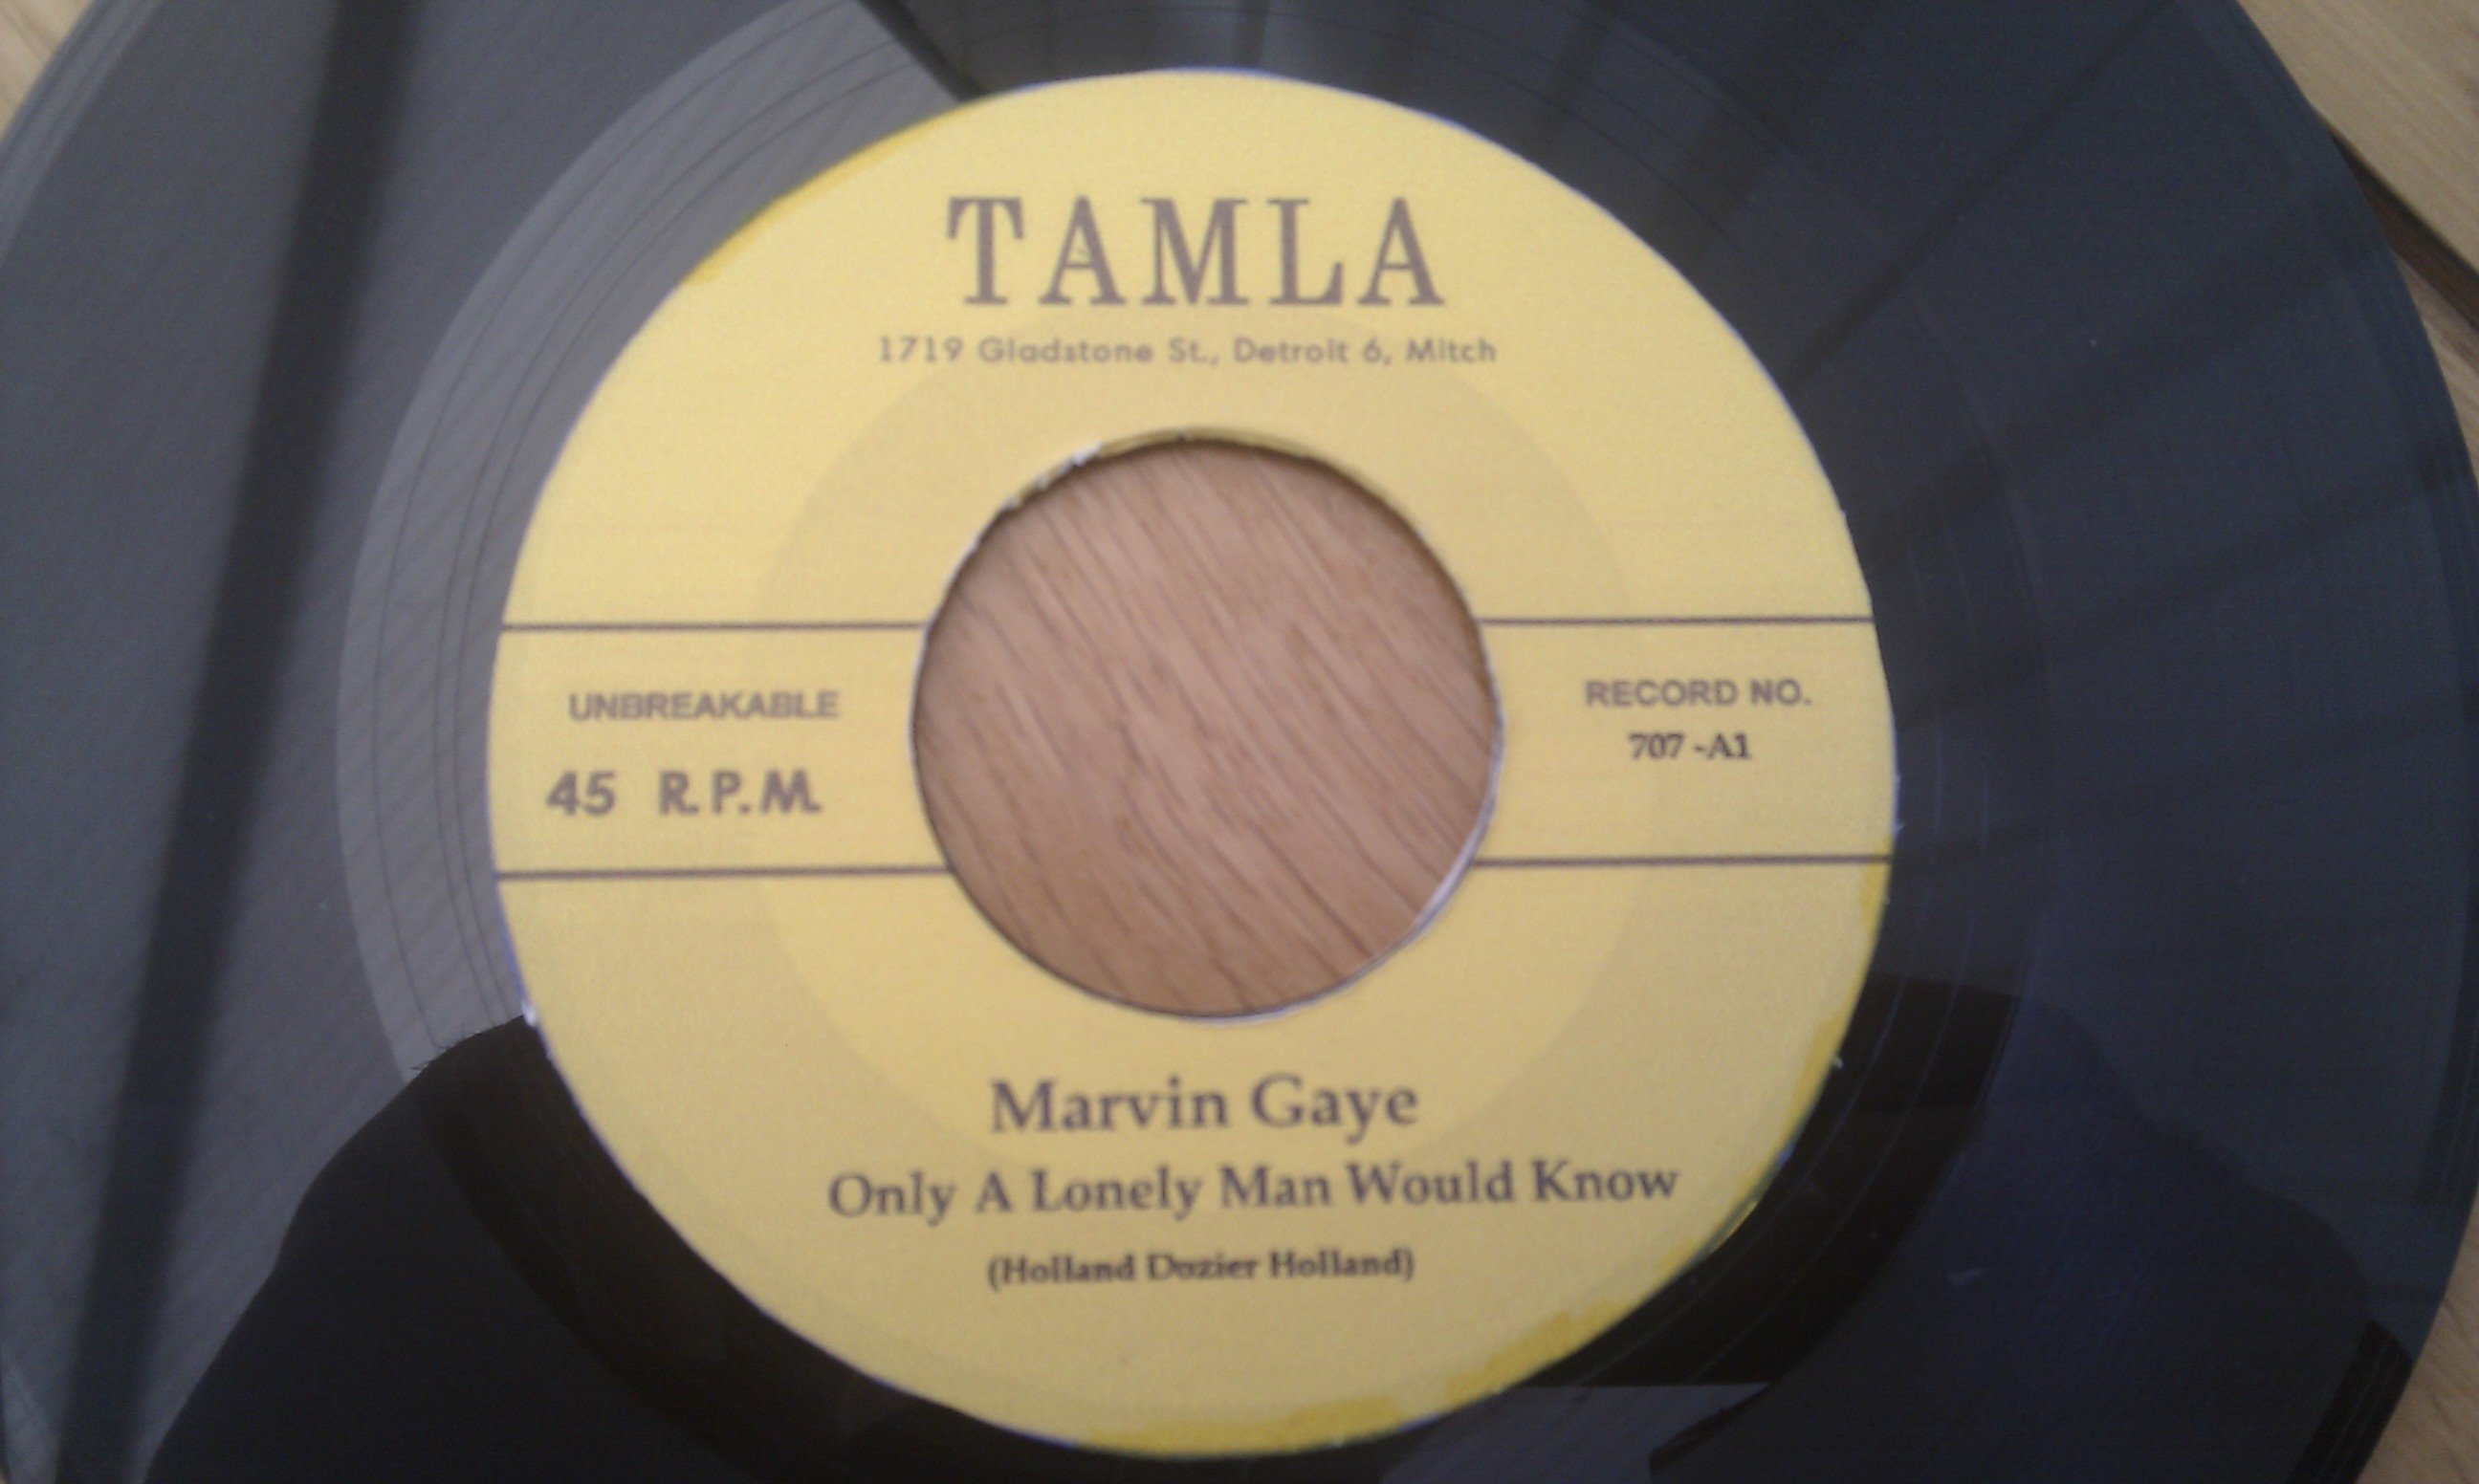 TAMLA
1719 Gladstone St., Detroit 6, Mitch
UNBREAKABLE
45 R.P.M.
RECORD NO.
707 -A1
Marvin Gaye
Only A Lonely Man Would Know
(Holland Dozier Holland)